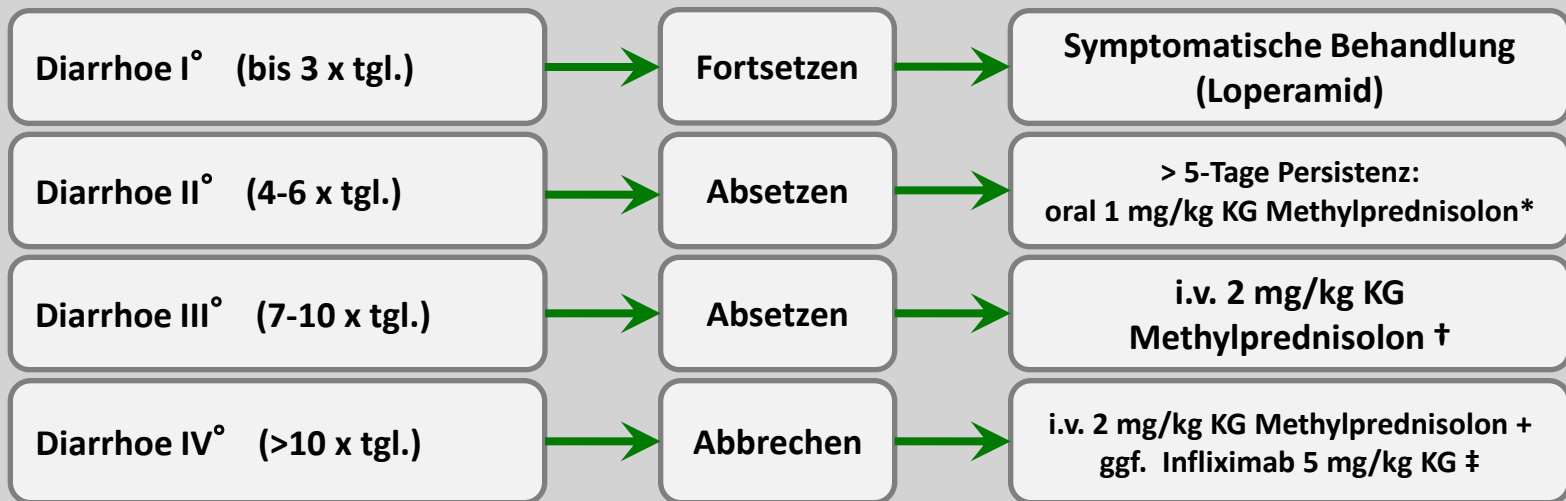 Diarrhoe I° (bis 3 x tgl.)
Fortsetzen
Symptomatische Behandlung
(Loperamid)
Diarrhoe II° (4-6 x tgl.)
Absetzen
> 5-Tage Persistenz:
oral 1 mg/kg KG Methylprednisolon*
Diarrhoe III° (7-10 x tgl.)
Absetzen
i.v. 2 mg/kg KG
Methylprednisolon †
Diarrhoe IV° (>10 x tgl.)
Abbrechen
i.v. 2 mg/kg KG Methylprednisolon +
ggf. Infliximab 5 mg/kg KG ‡